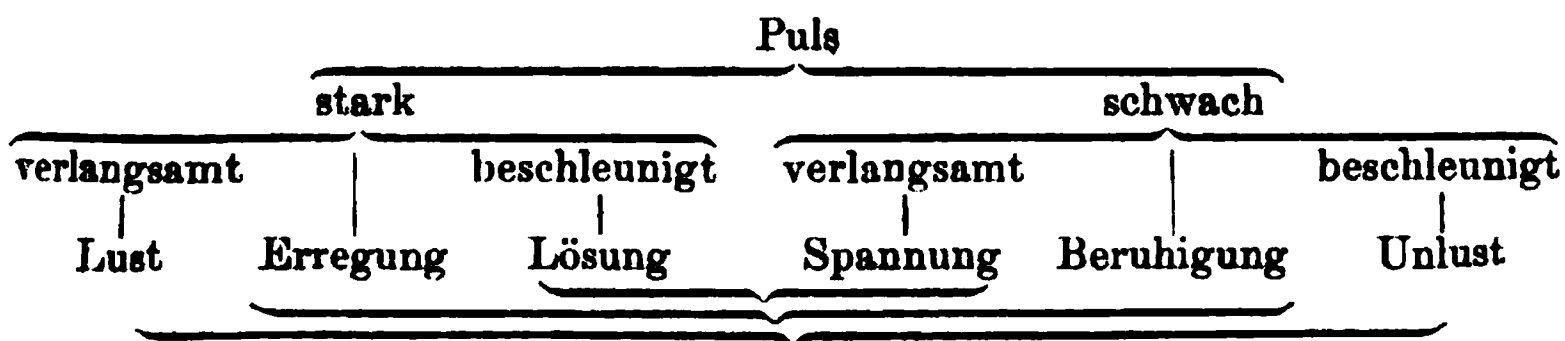 Puls
stark schwach
verlangsamt beschleunigt verlangsamt beschleunigt
Lust Erregung Lösung Spannung Beruhigung Unlust